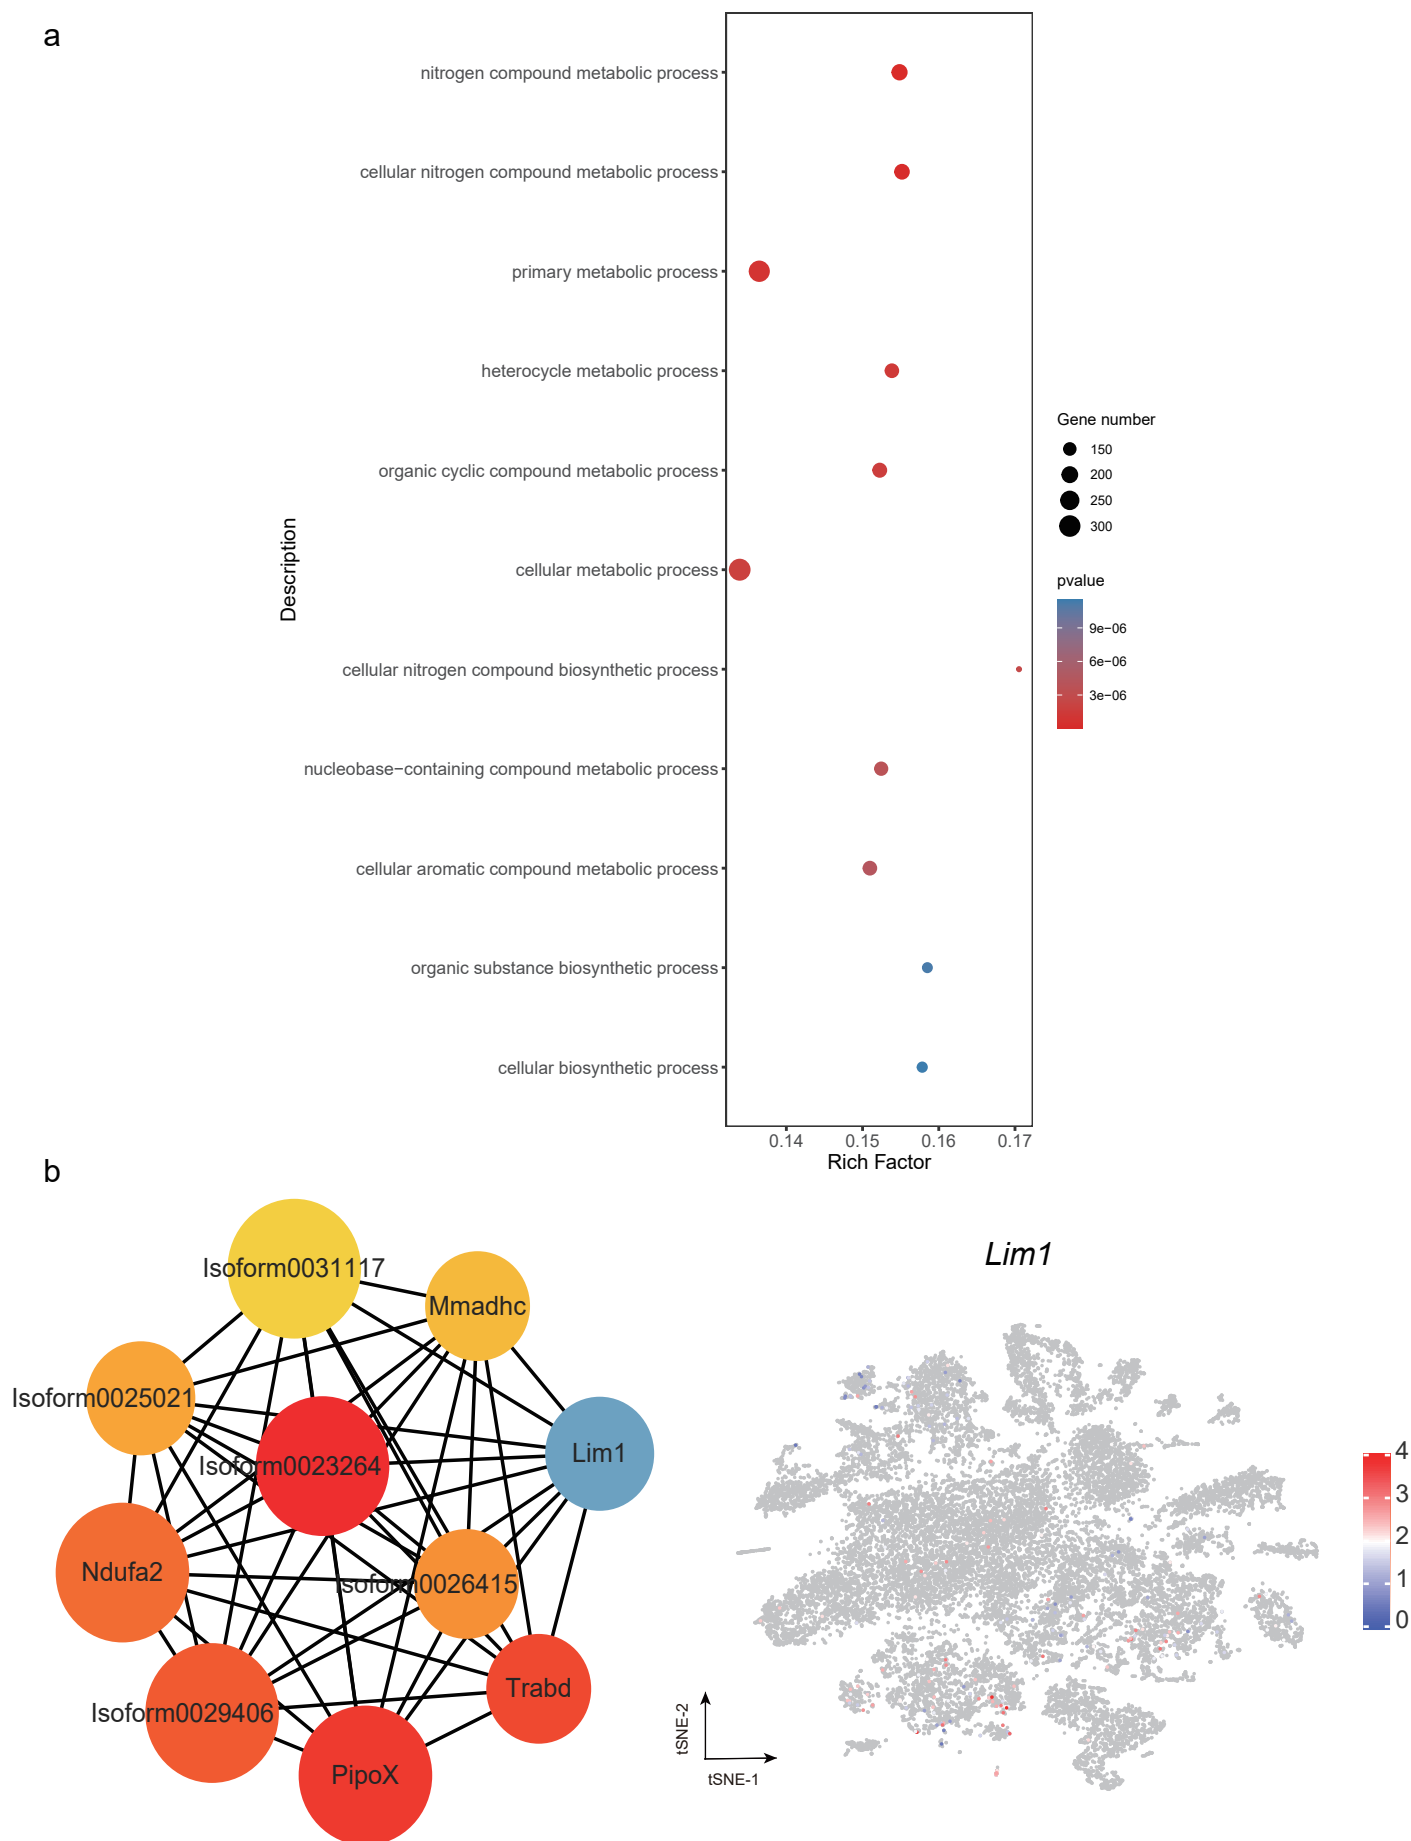 a
nitrogen compound metabolic process
cellular nitrogen compound metabolic process
primary metabolic process
heterocycle metabolic process
organic cyclic compound metabolic process
cellular metabolic process
cellular nitrogen compound biosynthetic process
nucleobase−containing compound metabolic process
cellular aromatic compound metabolic process
organic substance biosynthetic process
cellular biosynthetic process
Description
0.14 0.15 0.16 0.17
Rich Factor
Gene number
150
200
250
300
pvalue
9e−06
6e−06
3e−06
b
Isoform0031117
Mmadhc
Isoform0025021
Lim1
Isoform0023264
Ndufa2
Isoform0026415
Trabd
Isoform0029406
PipoX
Lim1
4
3
2
1
0
tSNE-2
tSNE-1